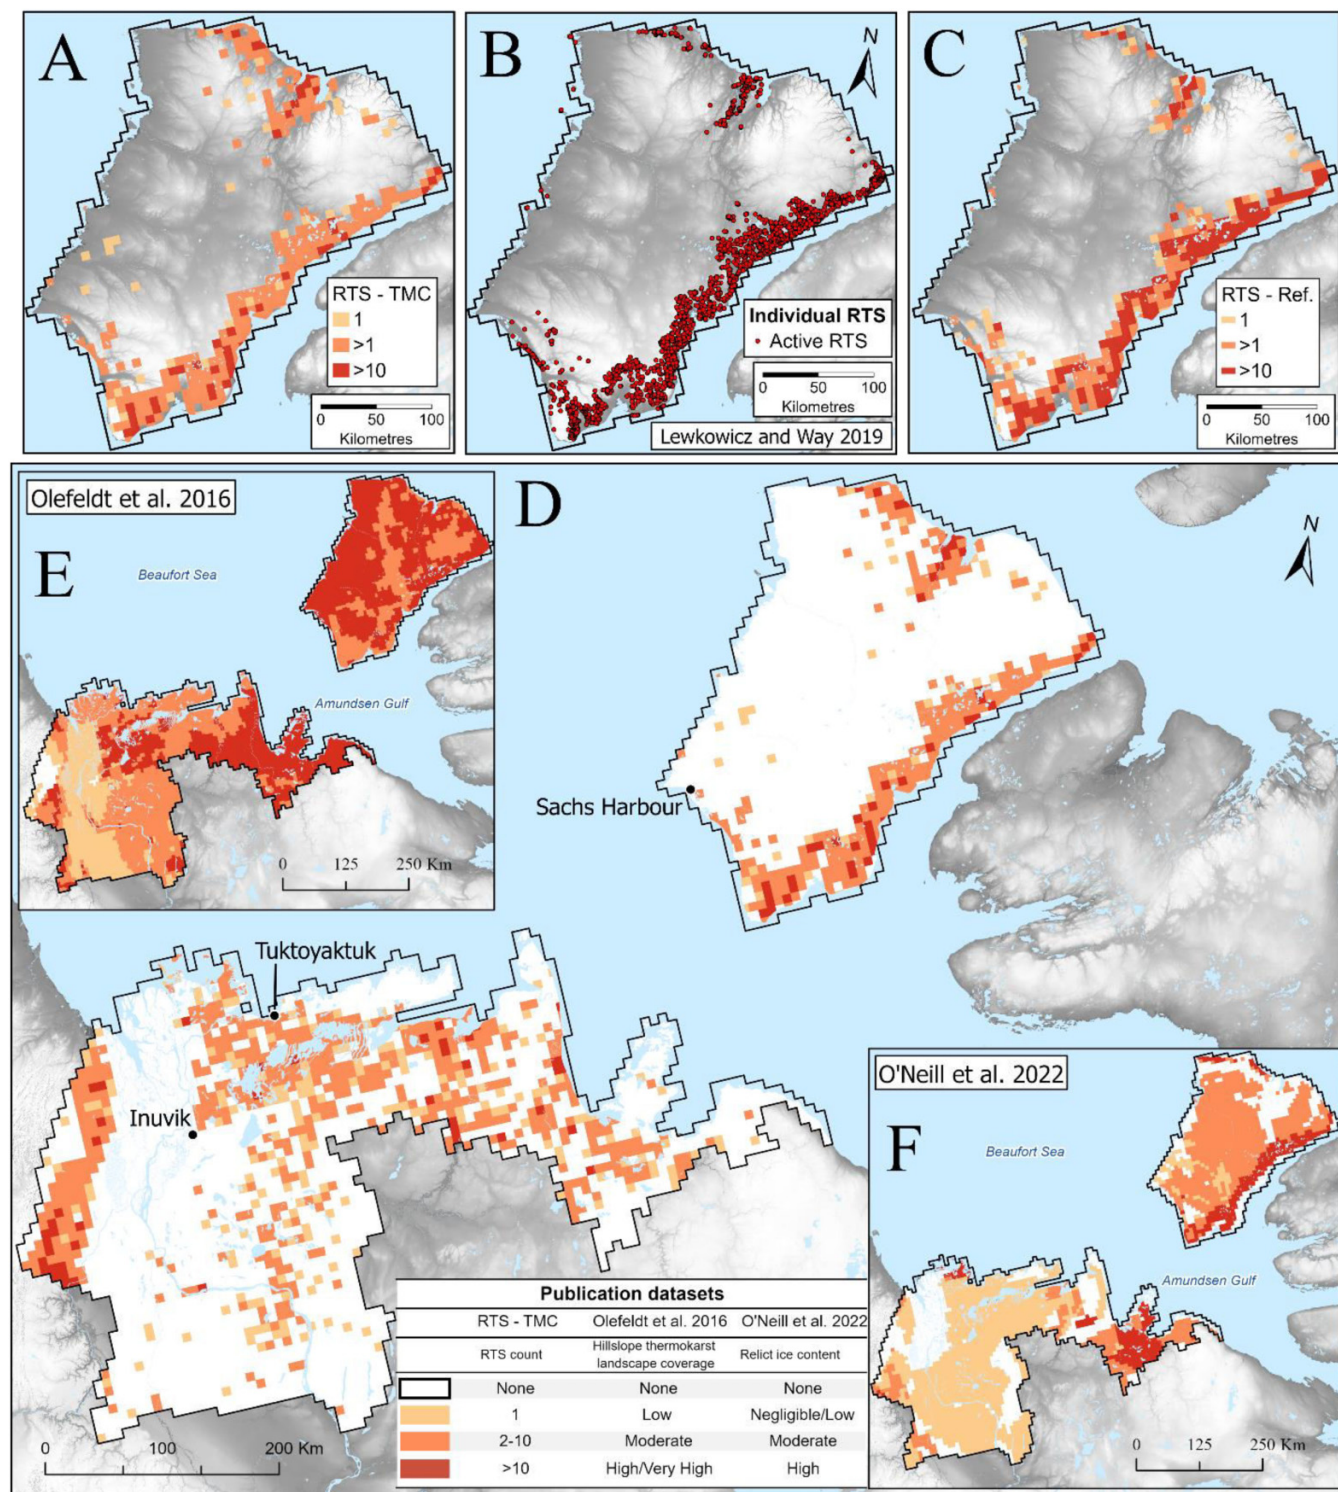 A
RTS - TMC
1
>1
>10
0 50 100
Kilometres
B
N
Individual RTS
Active RTS
0 50 100
Kilometres
Lewkowicz and Way 2019
C
RTS - Ref.
1
>1
>10
0 50 100
Kilometres
Olefeldt et al. 2016
E
Beaufort Sea
Amundsen Gulf
0 125 250 Km
D
N
Sachs Harbour
Tuktoyaktuk
Inuvik
0 100 200 Km
Publication datasets
RTS - TMC Olefeldt et al. 2016 O'Neill et al. 2022
RTS count Hillslope thermokarst landscape coverage Relict ice content
None None None
1 Low Negligible/Low
2-10 Moderate Moderate
>10 High/Very High High
O'Neill et al. 2022
F
Beaufort Sea
Amundsen Gulf
0 125 250 Km